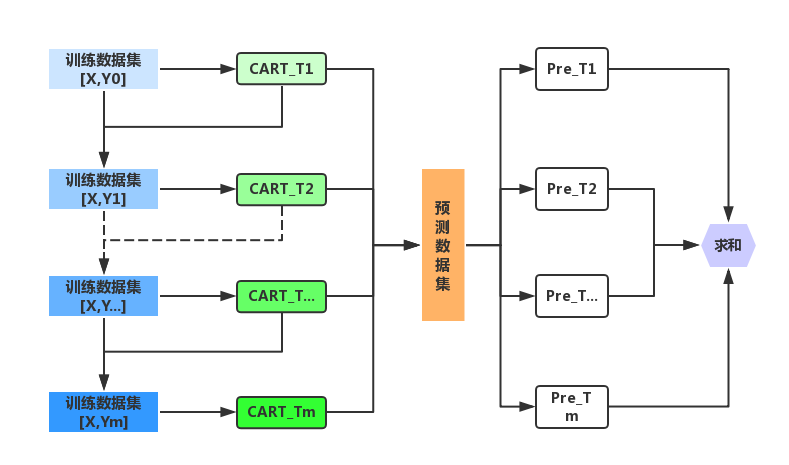 训练数据集
[X,Y0]
CART_T1
Pre_T1
训练数据集
[X,Y1]
CART_T2
预
测
数
据
集
Pre_T2
求和
训练数据集
[X,Y...]
CART_T...
Pre_T...
训练数据集
[X,Ym]
CART_Tm
Pre_T
m